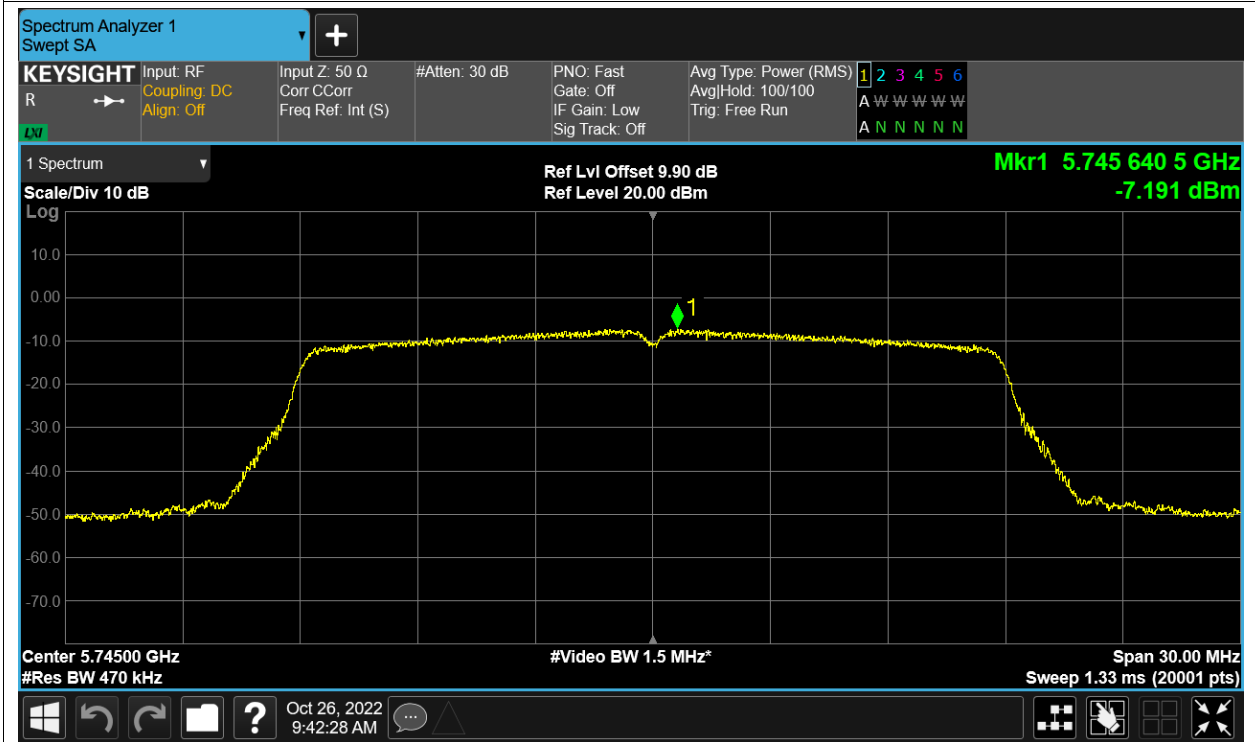 Spectrum Analyzer 1
Swept SA
+
KEYSIGHT
R
LXI
Input: RF
Coupling: DC
Align: Off
Input Z: 50 Ω
Corr CCorr
Freq Ref: Int (S)
#Atten: 30 dB
PNO: Fast
Gate: Off
IF Gain: Low
Sig Track: Off
Avg Type: Power (RMS)
Avg|Hold: 100/100
Trig: Free Run
1 2 3 4 5 6
A W W W W W
A N N N N N
1 Spectrum
Scale/Div 10 dB
Log
Ref Lvl Offset 9.90 dB
Ref Level 20.00 dBm
Mkr1 5.745 640 5 GHz
-7.191 dBm
10.0
0.00
-10.0
-20.0
-30.0
-40.0
-50.0
-60.0
-70.0
1
Center 5.74500 GHz
#Res BW 470 kHz
#Video BW 1.5 MHz*
Span 30.00 MHz
Sweep 1.33 ms (20001 pts)
?
Oct 26, 2022
9:42:28 AM